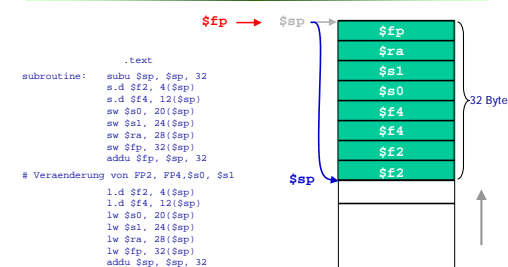 $fp $sp
.text
subroutine: subu $sp, $sp, 32
s.d $f2, 4($sp)
s.d $f4, 12($sp)
sw $s0, 20($sp)
sw $s1, 24($sp)
sw $ra, 28($sp)
sw $fp, 32($sp)
addu $fp, $sp, 32
# Veraenderung von FP2, FP4,$s0, $s1
l.d $f2, 4($sp)
l.d $f4, 12($sp)
lw $s0, 20($sp)
lw $s1, 24($sp)
lw $ra, 28($sp)
lw $fp, 32($sp)
addu $sp, $sp, 32
$fp
$ra
$s1
$s0
$f4
$f4
$f2
$f2
32 Byte
$sp